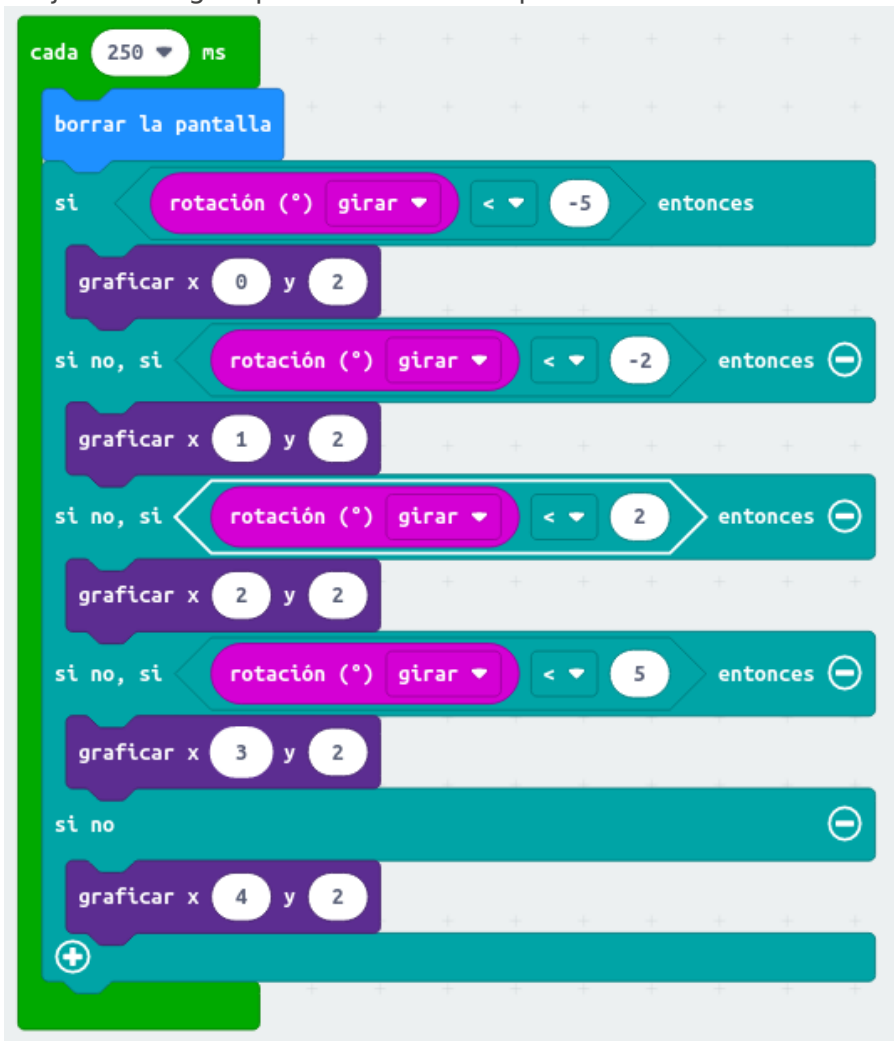 cada 250 ms
borrar la pantalla
si rotación (°) girar < -5 entonces
graficar x 0 y 2
si no, si rotación (°) girar < -2 entonces
graficar x 1 y 2
si no, si rotación (°) girar < 2 entonces
graficar x 2 y 2
si no, si rotación (°) girar < 5 entonces
graficar x 3 y 2
si no
graficar x 4 y 2